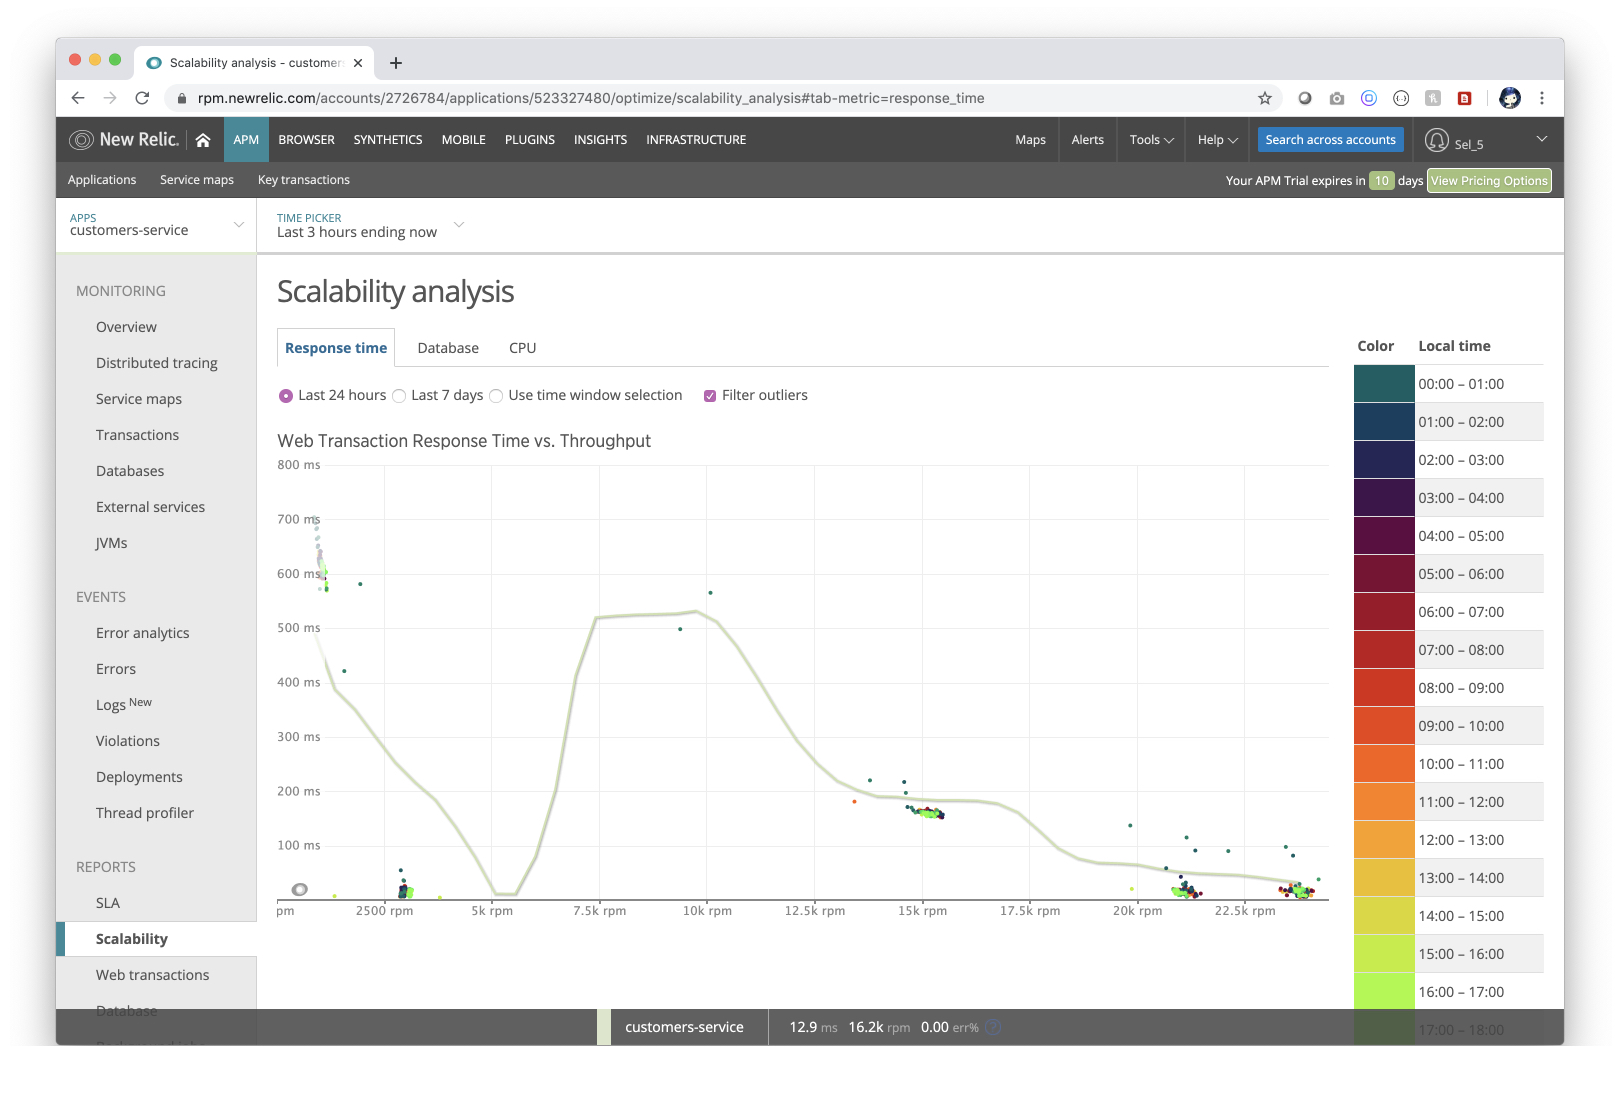 Scalability analysis - customer
rpm.newrelic.com/accounts/2726784/applications/523327480/optimize/scalability_analysis#tab-metric=response_time
New Relic. APM BROWSER SYNTHETICS MOBILE PLUGINS INSIGHTS INFRASTRUCTURE Maps Alerts Tools Help Search across accounts Sel_5
Applications Service maps Key transactions Your APM Trial expires in 10 days View Pricing Options
APPS
customers-service
TIME PICKER
Last 3 hours ending now
MONITORING
Overview
Distributed tracing
Service maps
Transactions
Databases
External services
JVMs
EVENTS
Error analytics
Errors
Logs New
Violations
Deployments
Thread profiler
REPORTS
SLA
Scalability
Web transactions
Database
Scalability analysis
Response time Database CPU
Last 24 hours Last 7 days Use time window selection Filter outliers
Web Transaction Response Time vs. Throughput
800 ms
700 ms
600 ms
500 ms
400 ms
300 ms
200 ms
100 ms
pm 2500 rpm 5k rpm 7.5k rpm 10k rpm 12.5k rpm 15k rpm 17.5k rpm 20k rpm 22.5k rpm
Color Local time
00:00 – 01:00
01:00 – 02:00
02:00 – 03:00
03:00 – 04:00
04:00 – 05:00
05:00 – 06:00
06:00 – 07:00
07:00 – 08:00
08:00 – 09:00
09:00 – 10:00
10:00 – 11:00
11:00 – 12:00
12:00 – 13:00
13:00 – 14:00
14:00 – 15:00
15:00 – 16:00
16:00 – 17:00
17:00 – 18:00
customers-service 12.9 ms 16.2k rpm 0.00 err% ?